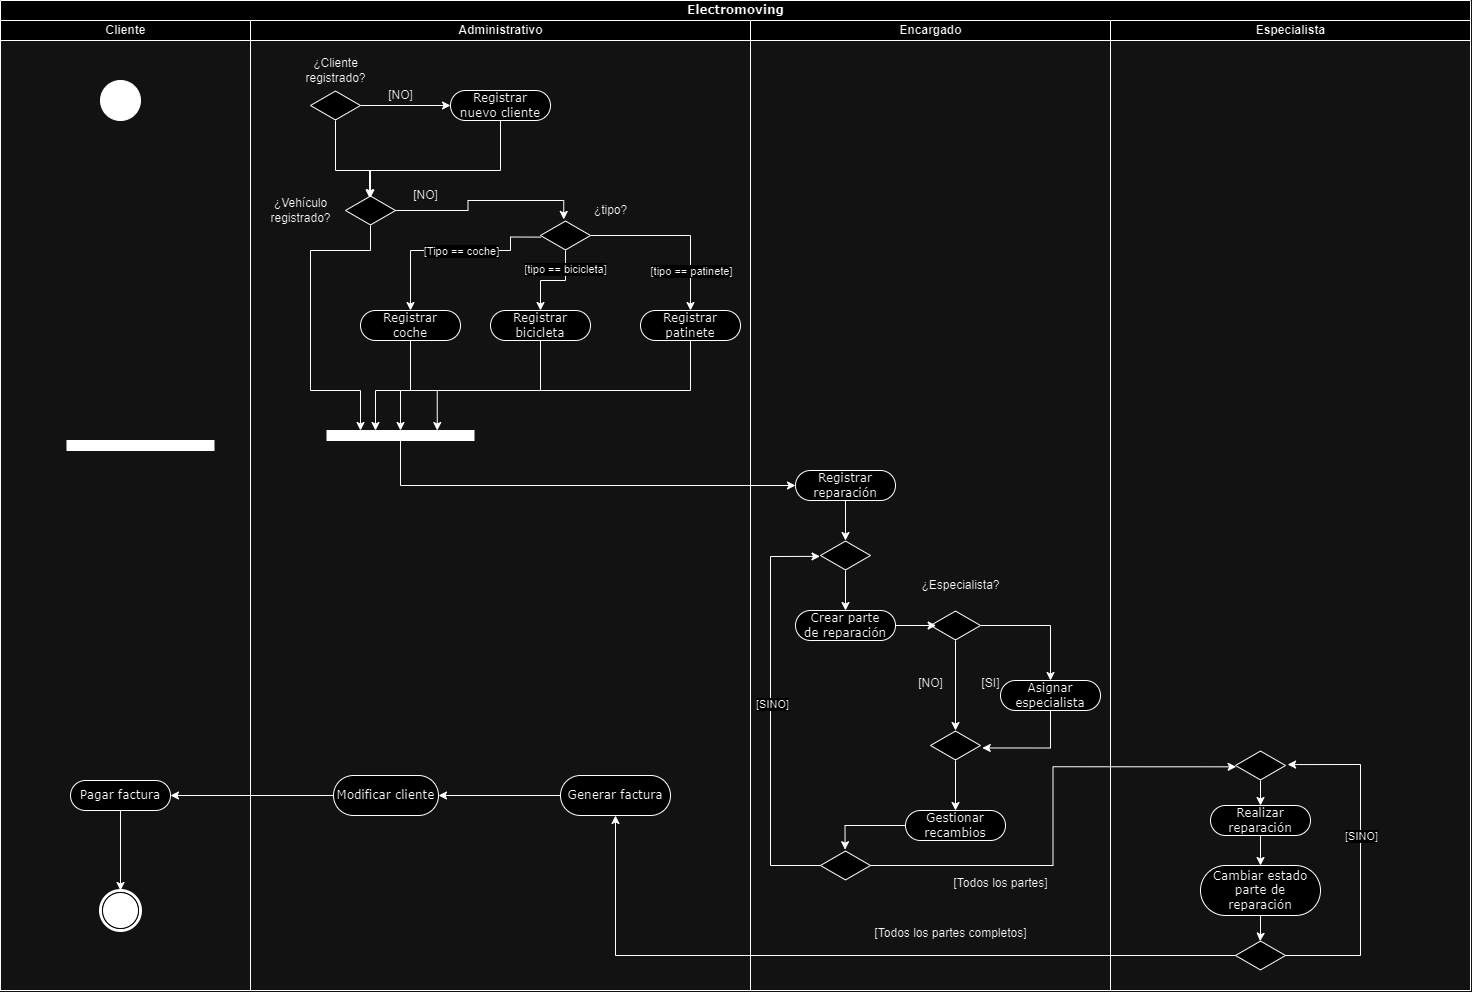 Electromoving
Cliente
Administrativo
Encargado
Especialista
¿Cliente
registrado?
[NO]
Registrar
nuevo cliente
¿Vehículo
registrado?
[NO]
¿tipo?
[Tipo == coche]
[tipo == bicicleta]
[tipo == patinete]
Registrar
coche
Registrar
bicicleta
Registrar
patinete
Registrar
reparación
¿Especialista?
Crear parte
de reparación
[NO]
[SI]
Asignar
especialista
[SINO]
Pagar factura
Modificar cliente
Generar factura
Gestionar
recambios
Realizar
reparación
[SINO]
Cambiar estado
parte de
reparación
[Todos los partes]
[Todos los partes completos]